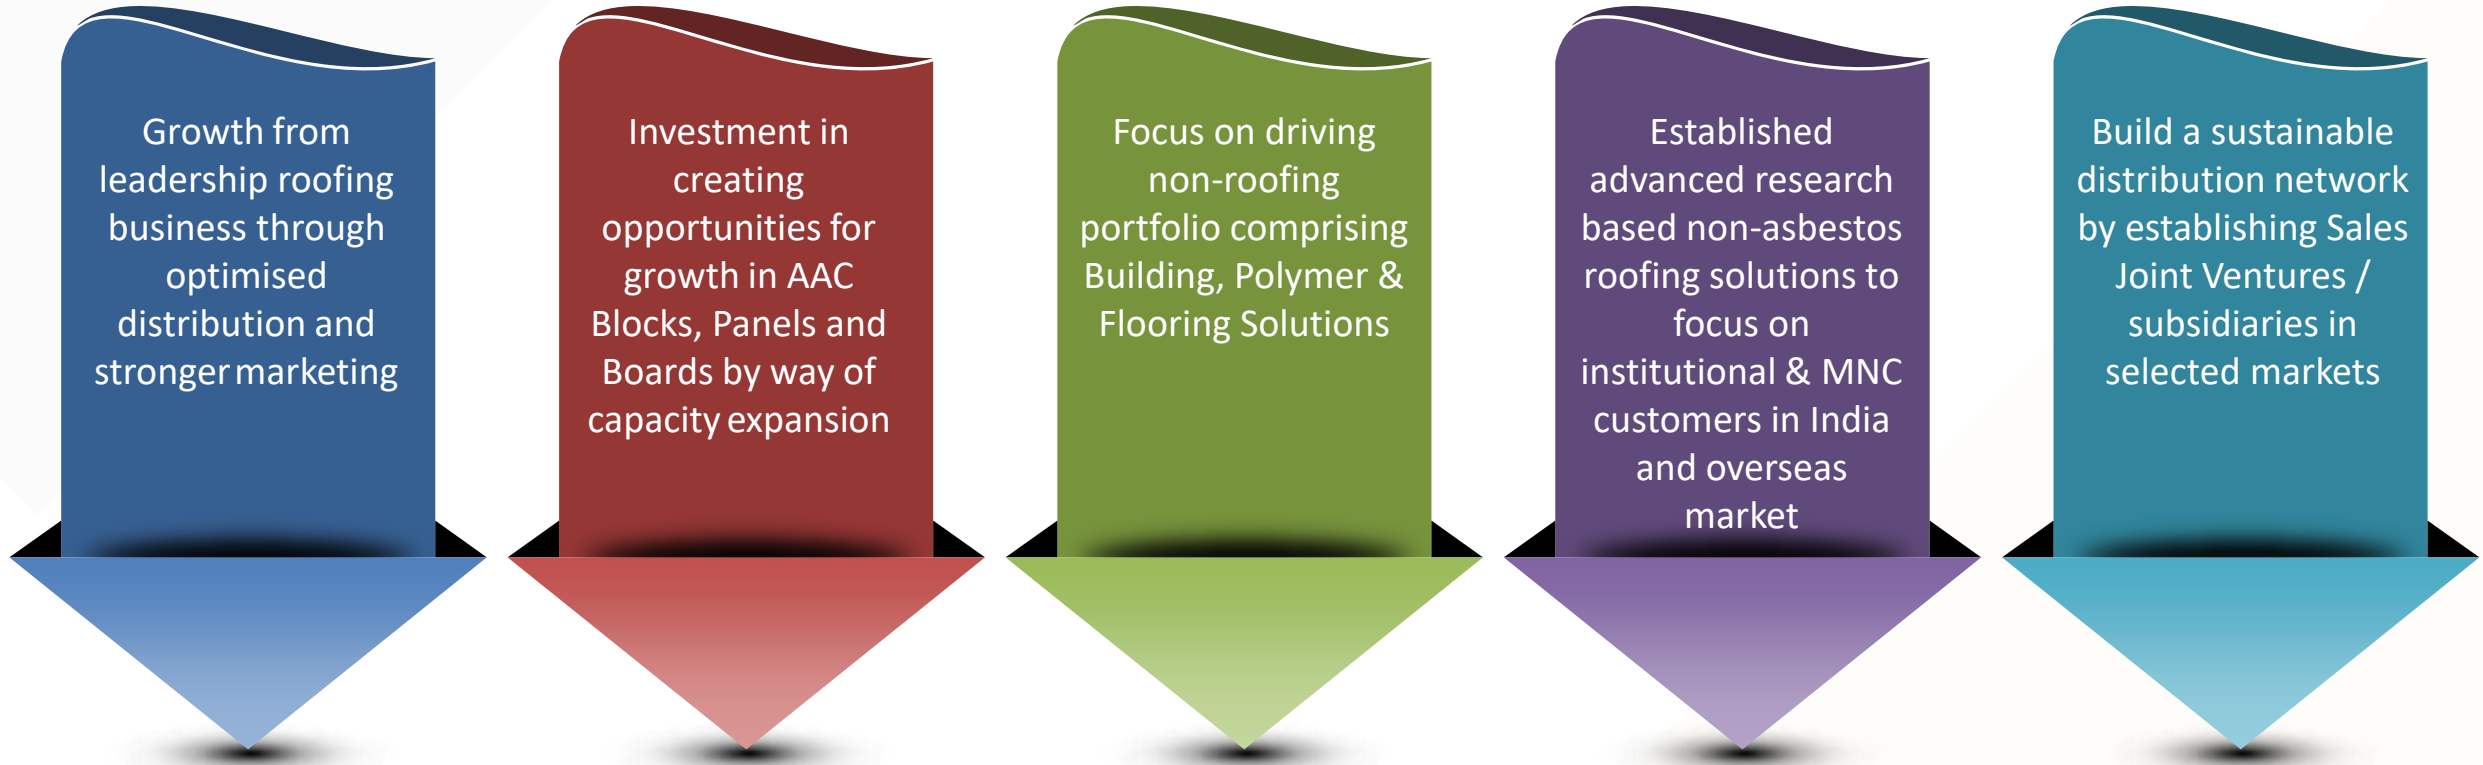 Growth from
leadership roofing
business through
optimised
distribution and
stronger marketing
Investment in
creating
opportunities for
growth in AAC
Blocks, Panels and
Boards by way of
capacity expansion
Focus on driving
non-roofing
portfolio comprising
Building, Polymer &
Flooring Solutions
Established
advanced research
based non-asbestos
roofing solutions to
focus on
institutional & MNC
customers in India
and overseas
market
Build a sustainable
distribution network
by establishing Sales
Joint Ventures /
subsidiaries in
selected markets